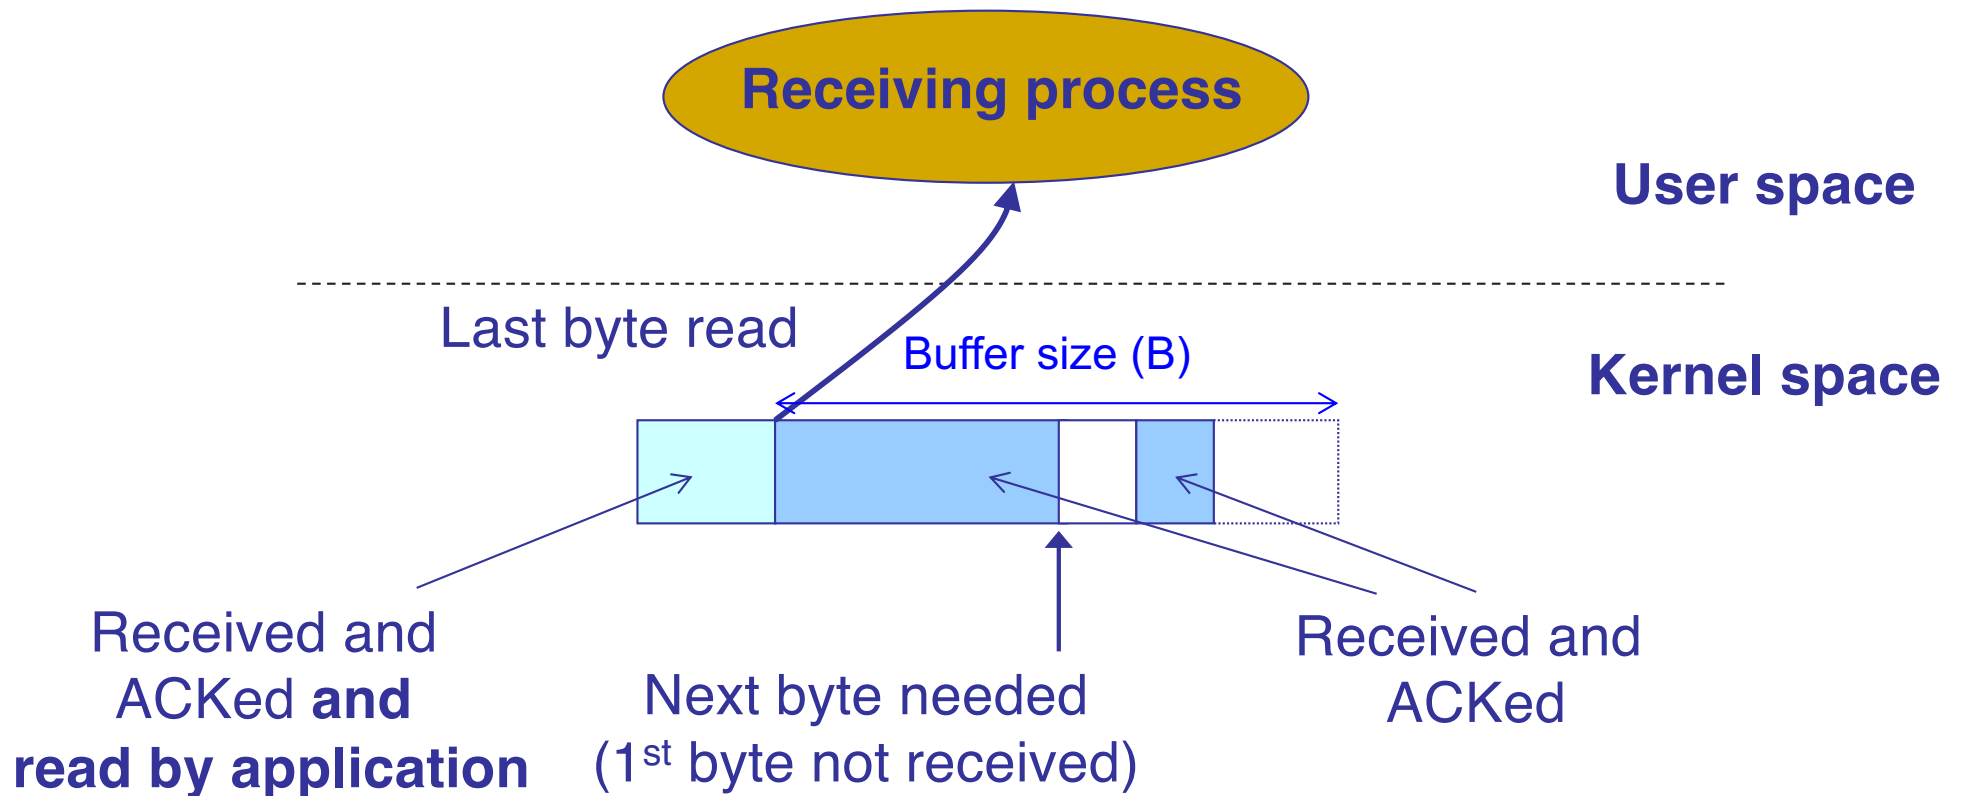 Receiving process
User space
Last byte read
Buffer size (B)
Kernel space
Received and
ACKed and
read by application
Next byte needed
(1st byte not received)
Received and
ACKed